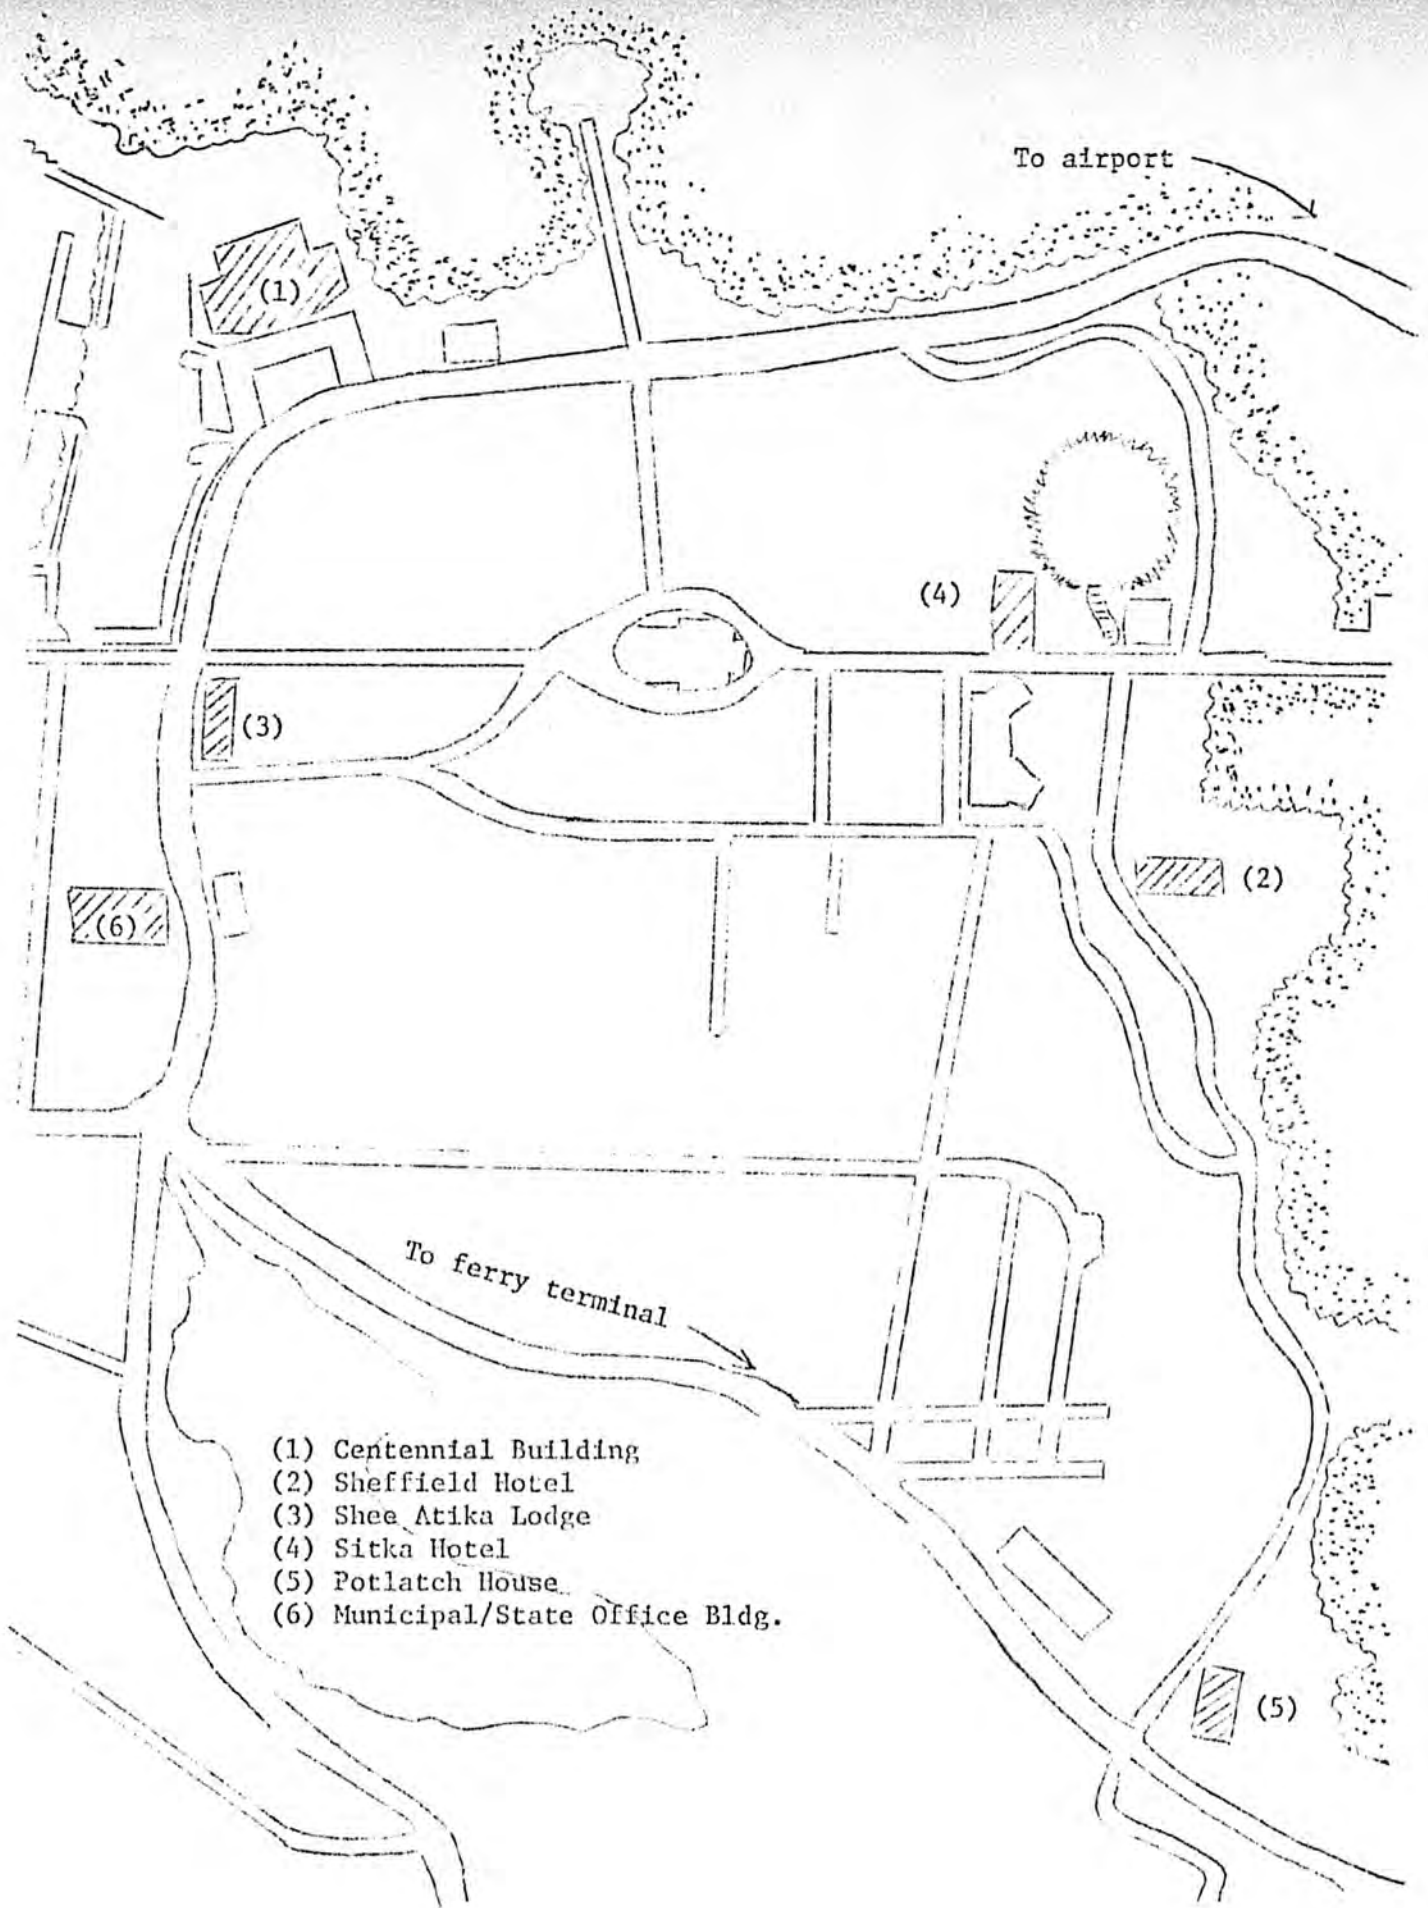 To airport
(1)
(4)
(3)
(2)
(6)
To ferry terminal
(1) Centennial Building
(2) Sheffield Hotel
(3) Shee Atika Lodge
(4) Sitka Hotel
(5) Potlatch House
(6) Municipal/State Office Bldg.
(5)